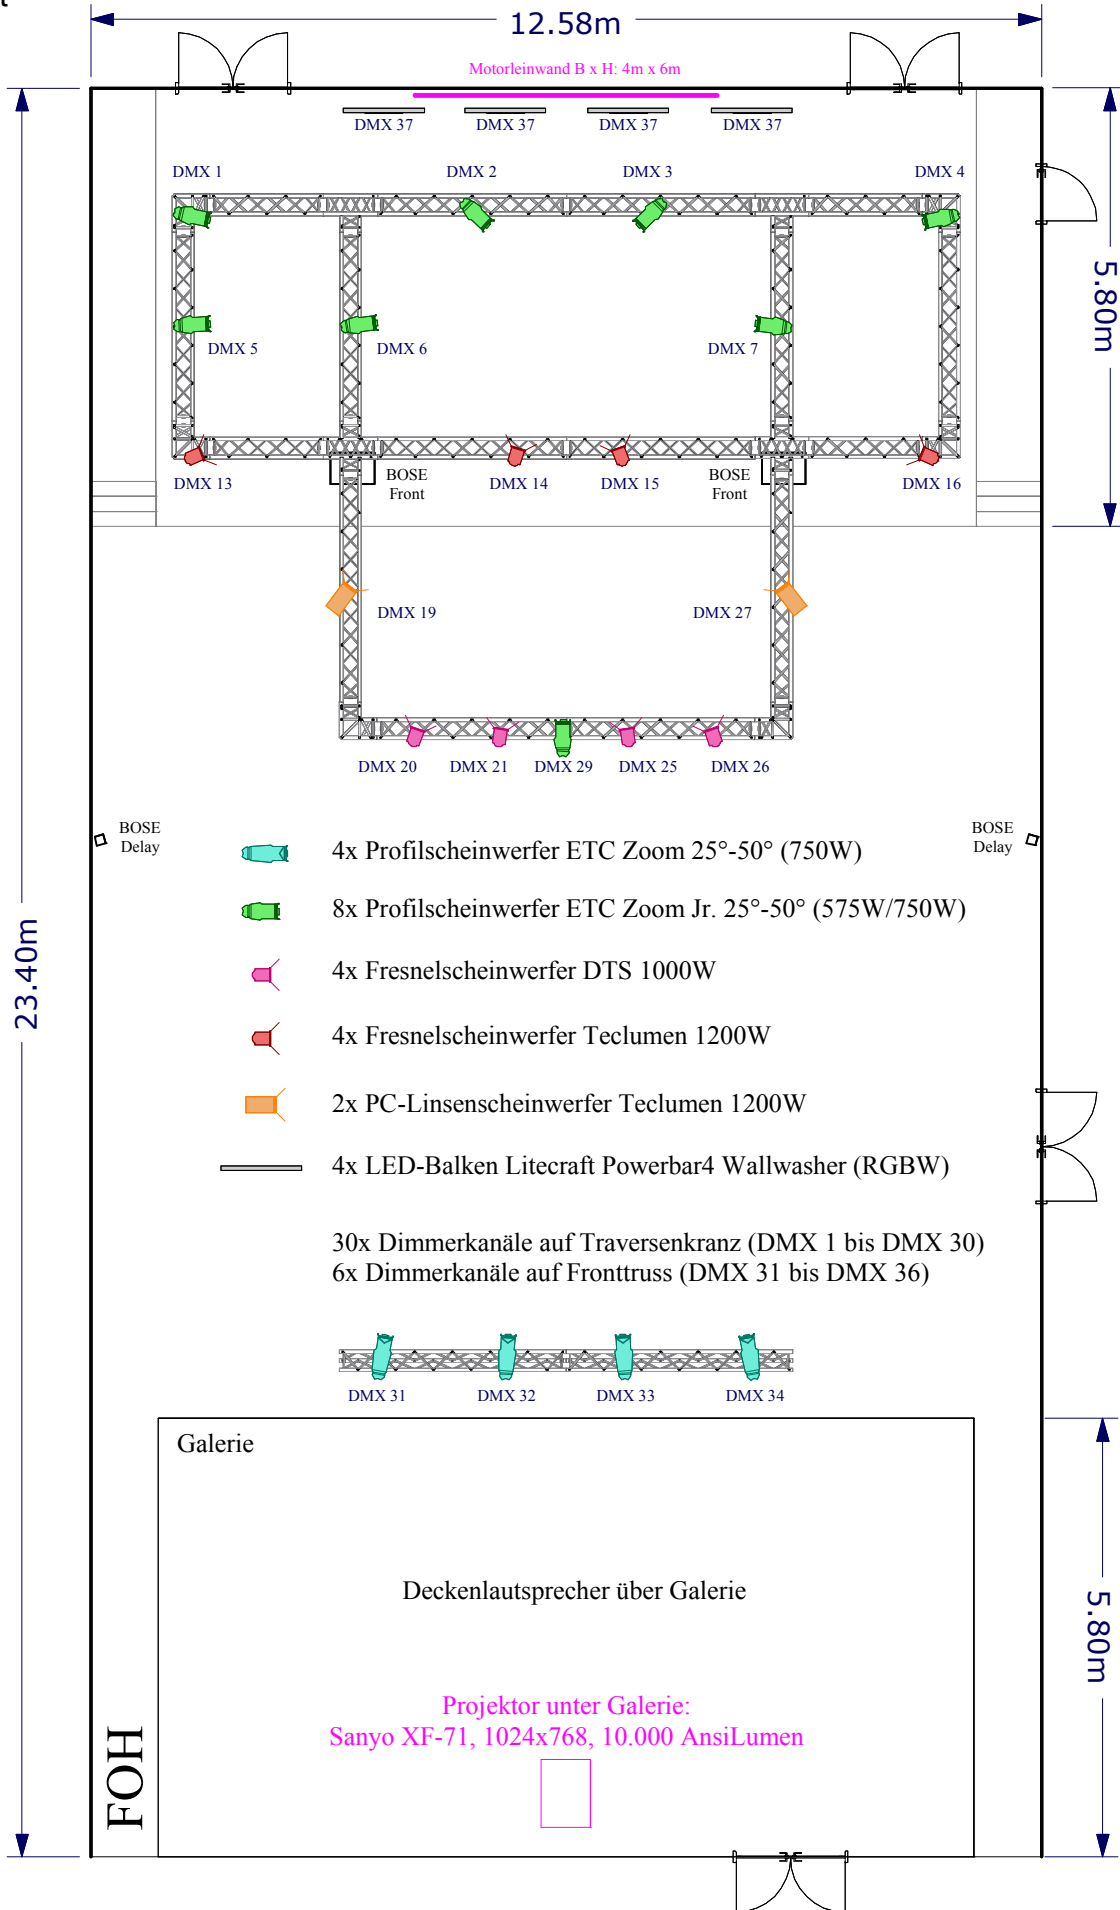 t
12.58m
Motorleinwand B x H: 4m x 6m
DMX 37
DMX 37
DMX 37
DMX 37
DMX 1
DMX 2
DMX 3
DMX 4
5.80m
DMX 5
DMX 6
DMX 7
DMX 13
BOSE
Front
DMX 14
DMX 15
BOSE
Front
DMX 16
DMX 19
DMX 27
DMX 20
DMX 21
DMX 29
DMX 25
DMX 26
BOSE
Delay
BOSE
Delay
4x Profilscheinwerfer ETC Zoom 25°-50° (750W)
8x Profilscheinwerfer ETC Zoom Jr. 25°-50° (575W/750W)
23.40m
4x Fresnelscheinwerfer DTS 1000W
4x Fresnelscheinwerfer Teclumen 1200W
2x PC-Linsenscheinwerfer Teclumen 1200W
4x LED-Balken Litecraft Powerbar4 Wallwasher (RGBW)
30x Dimmerkanäle auf Traversenkranz (DMX 1 bis DMX 30)
6x Dimmerkanäle auf Fronttruss (DMX 31 bis DMX 36)
DMX 31
DMX 32
DMX 33
DMX 34
Galerie
Deckenlautsprecher über Galerie
5.80m
Projektor unter Galerie:
Sanyo XF-71, 1024x768, 10.000 AnsiLumen
FOH